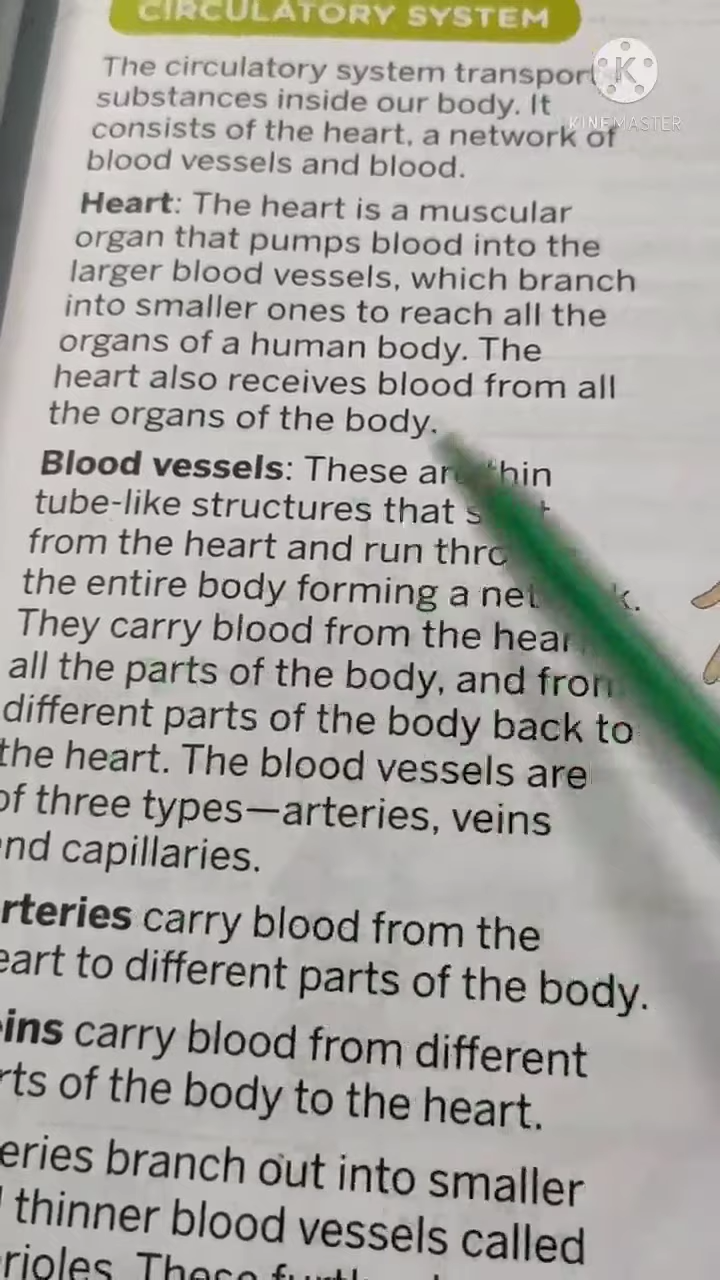 CIRCULATORY SYSTEM
The circulatory system transport
K
KINEMASTER
substances inside our body. It
consists of the heart, a network of
blood vessels and blood.
Heart: The heart is a muscular
organ that pumps blood into the
larger blood vessels, which branch
into smaller ones to reach all the
organs of a human body. The
heart also receives blood from all
the organs of the body.
Blood vessels: These are thin
tube-like structures that
from the heart and run
the entire body forming a
They carry blood from the
all the parts of the body, and
different parts of the body back to
the heart. The blood vessels are
of three types—arteries, veins
nd capillaries.
rteries carry blood from the
eart to different parts of the body.
ins carry blood from different
rts of the body to the heart.
eries branch out into smaller
thinner blood vessels called
rioles. These